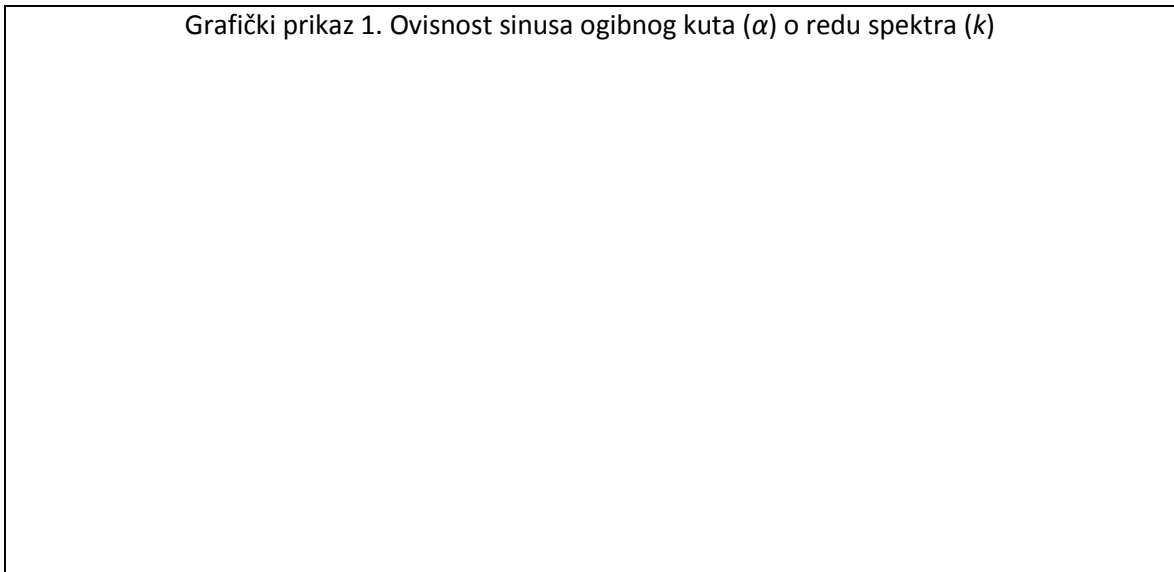 Grafički prikaz 1. Ovisnost sinusa ogibnog kuta (α) o redu spektra (k)